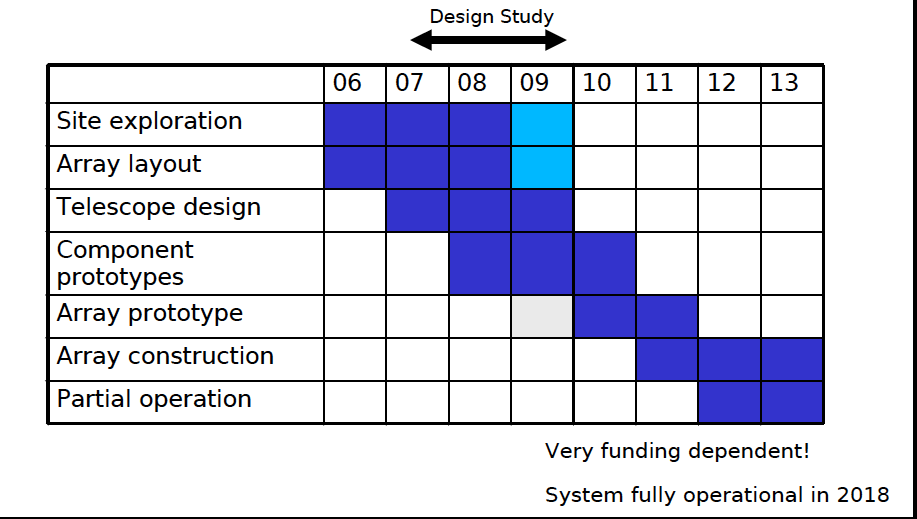 Design Study
06 07 08 09 10 11 12 13
Site exploration
Array layout
Telescope design
Component
prototypes
Array prototype
Array construction
Partial operation
Very funding dependent!
System fully operational in 2018